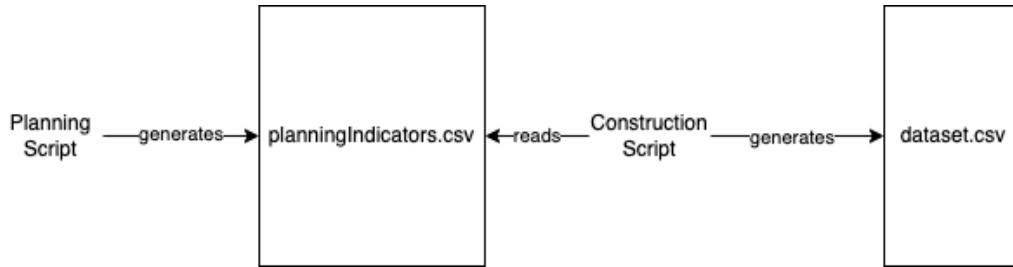 Planning
Script
generates
planningIndicators.csv
reads
Construction
Script
generates
dataset.csv